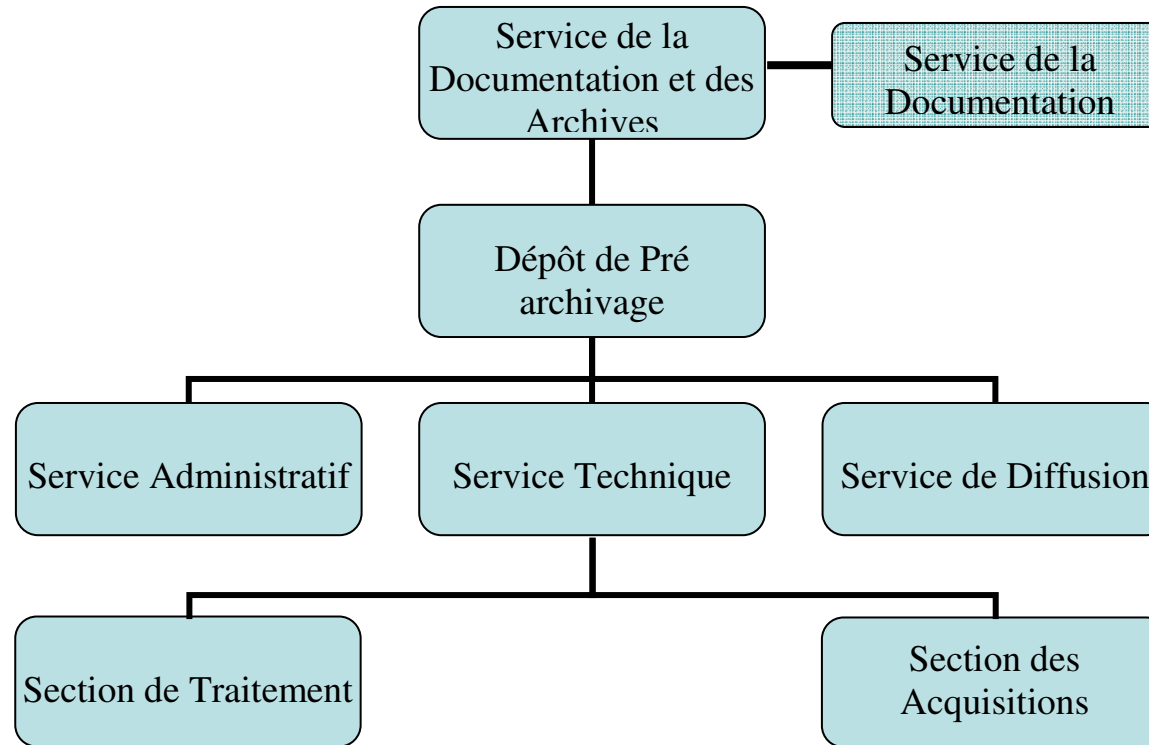 Service de la
Documentation et des
Archives
Service de la
Documentation
Dépôt de Pré
archivage
Service Administratif
Service Technique
Service de Diffusion
Section de Traitement
Section des
Acquisitions